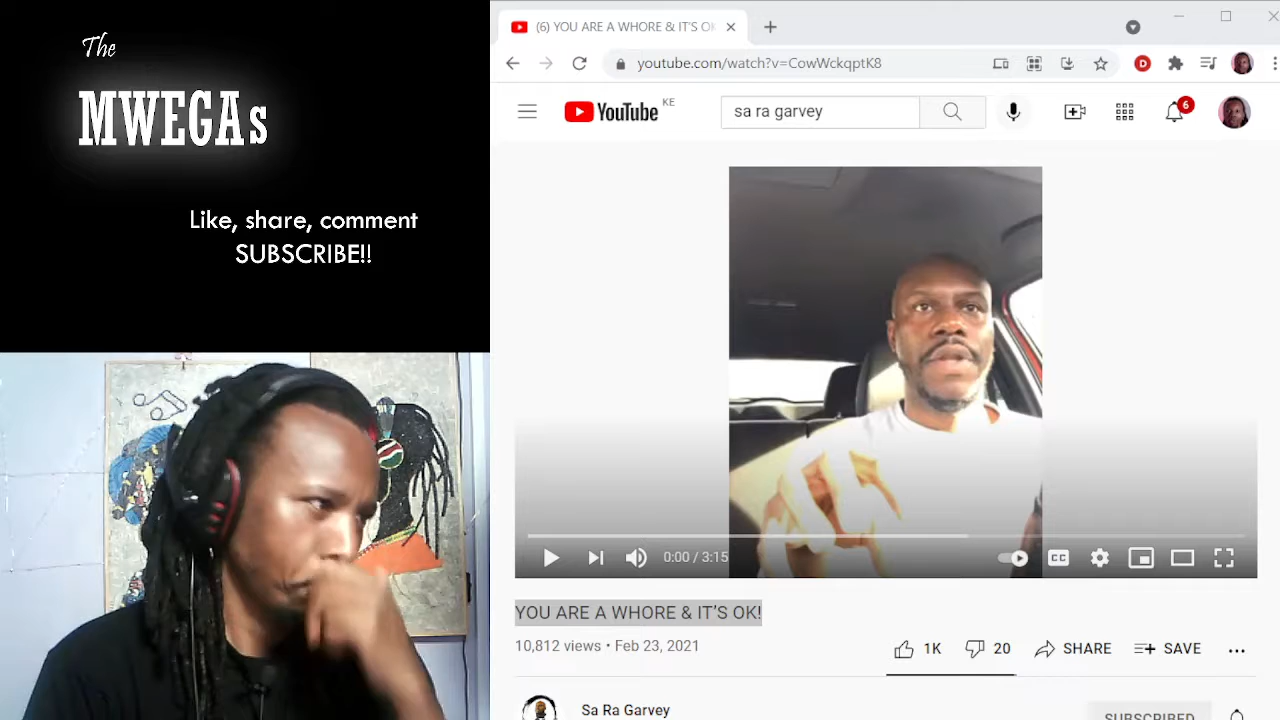 The
MWEGAs
Like, share, comment
SUBSCRIBE!!
(6) YOU ARE A WHORE & IT'S OK
youtube.com/watch?v=CowWckqptK8
YouTube KE
sa ra garvey
6
0:00 / 3:15
CC
YOU ARE A WHORE & IT'S OK!
10,812 views • Feb 23, 2021
1K
20
SHARE
SAVE
Sa Ra Garvey
SUBSCRIBED